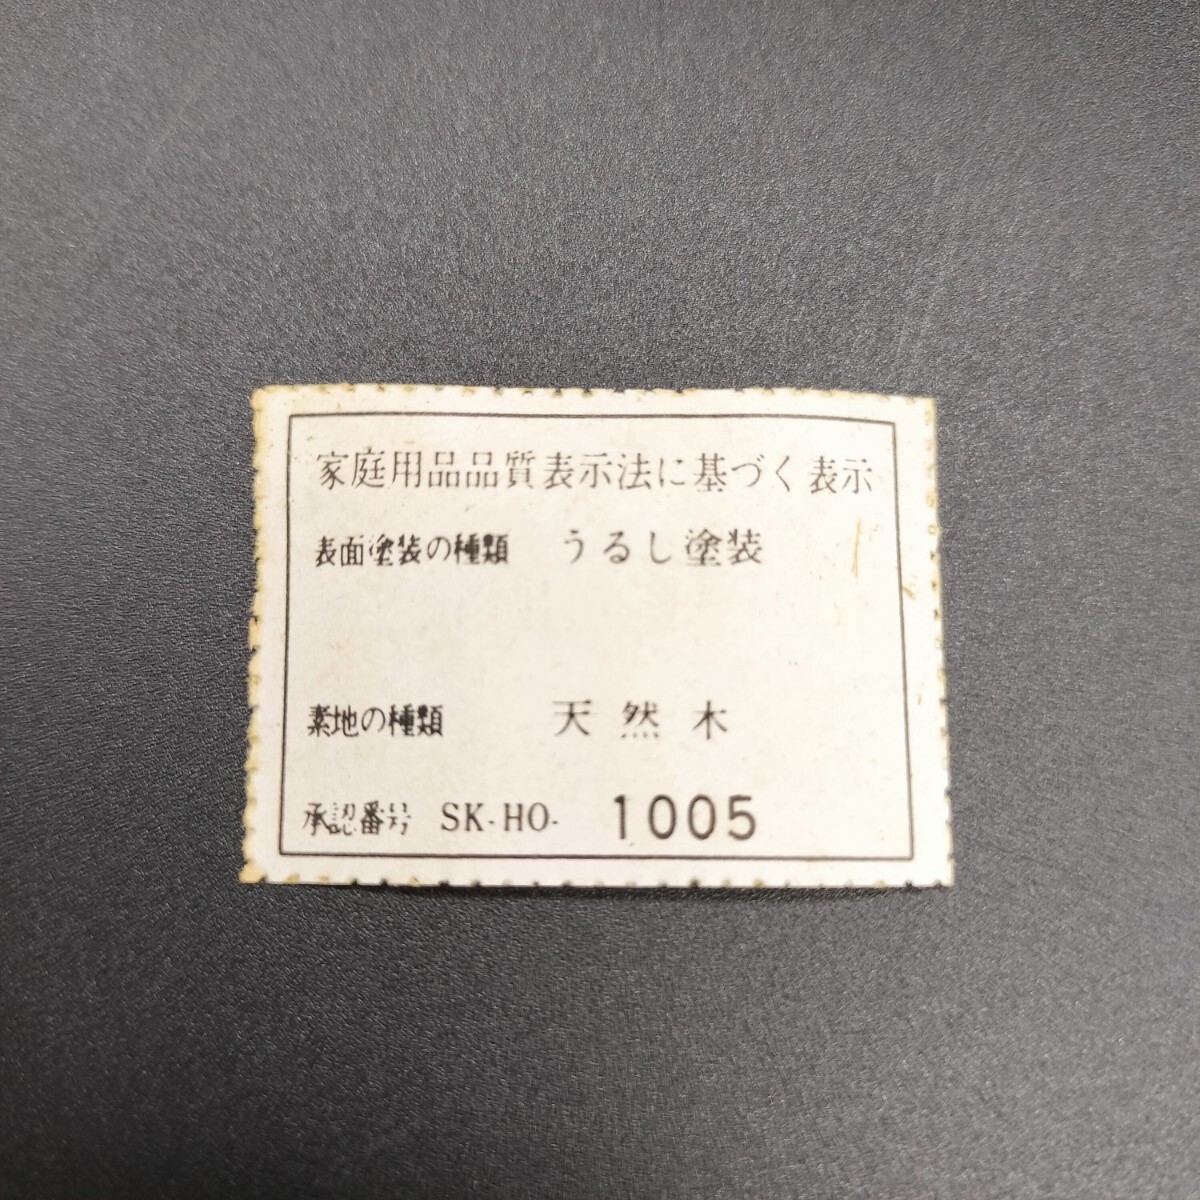 家庭用品品質表示法に基づく表示
表面塗装の種類 うるし塗装
素地の種類 天然木
承認番号 SK-HO- 1005